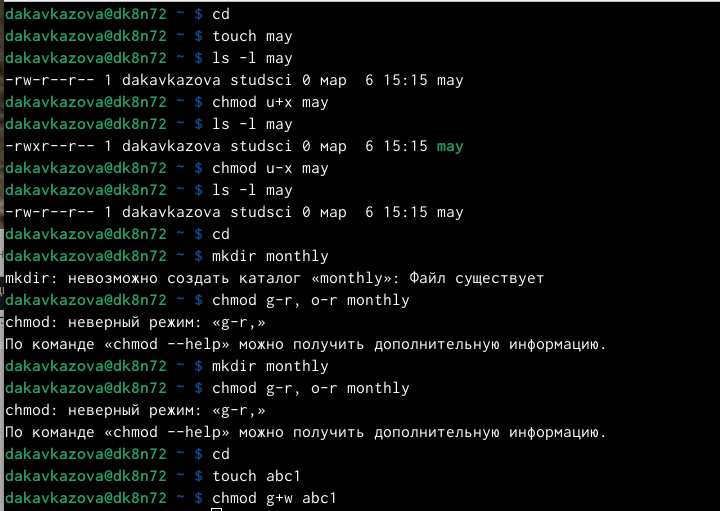 dakavkazova@dk8n72 ~ $ cd
dakavkazova@dk8n72 ~ $ touch may
dakavkazova@dk8n72 ~ $ ls -l may
-rw-r--r-- 1 dakavkazova studsci 0 мар  6 15:15 may
dakavkazova@dk8n72 ~ $ chmod u+x may
dakavkazova@dk8n72 ~ $ ls -l may
-rwxr--r-- 1 dakavkazova studsci 0 мар  6 15:15 may
dakavkazova@dk8n72 ~ $ chmod u-x may
dakavkazova@dk8n72 ~ $ ls -l may
-rw-r--r-- 1 dakavkazova studsci 0 мар  6 15:15 may
dakavkazova@dk8n72 ~ $ cd
dakavkazova@dk8n72 ~ $ mkdir monthly
mkdir: невозможно создать каталог «monthly»: Файл существует
dakavkazova@dk8n72 ~ $ chmod g-r, o-r monthly
chmod: неверный режим: «g-r,»
По команде «chmod --help» можно получить дополнительную информацию.
dakavkazova@dk8n72 ~ $ mkdir monthly
dakavkazova@dk8n72 ~ $ chmod g-r, o-r monthly
chmod: неверный режим: «g-r,»
По команде «chmod --help» можно получить дополнительную информацию.
dakavkazova@dk8n72 ~ $ cd
dakavkazova@dk8n72 ~ $ touch abc1
dakavkazova@dk8n72 ~ $ chmod g+w abc1